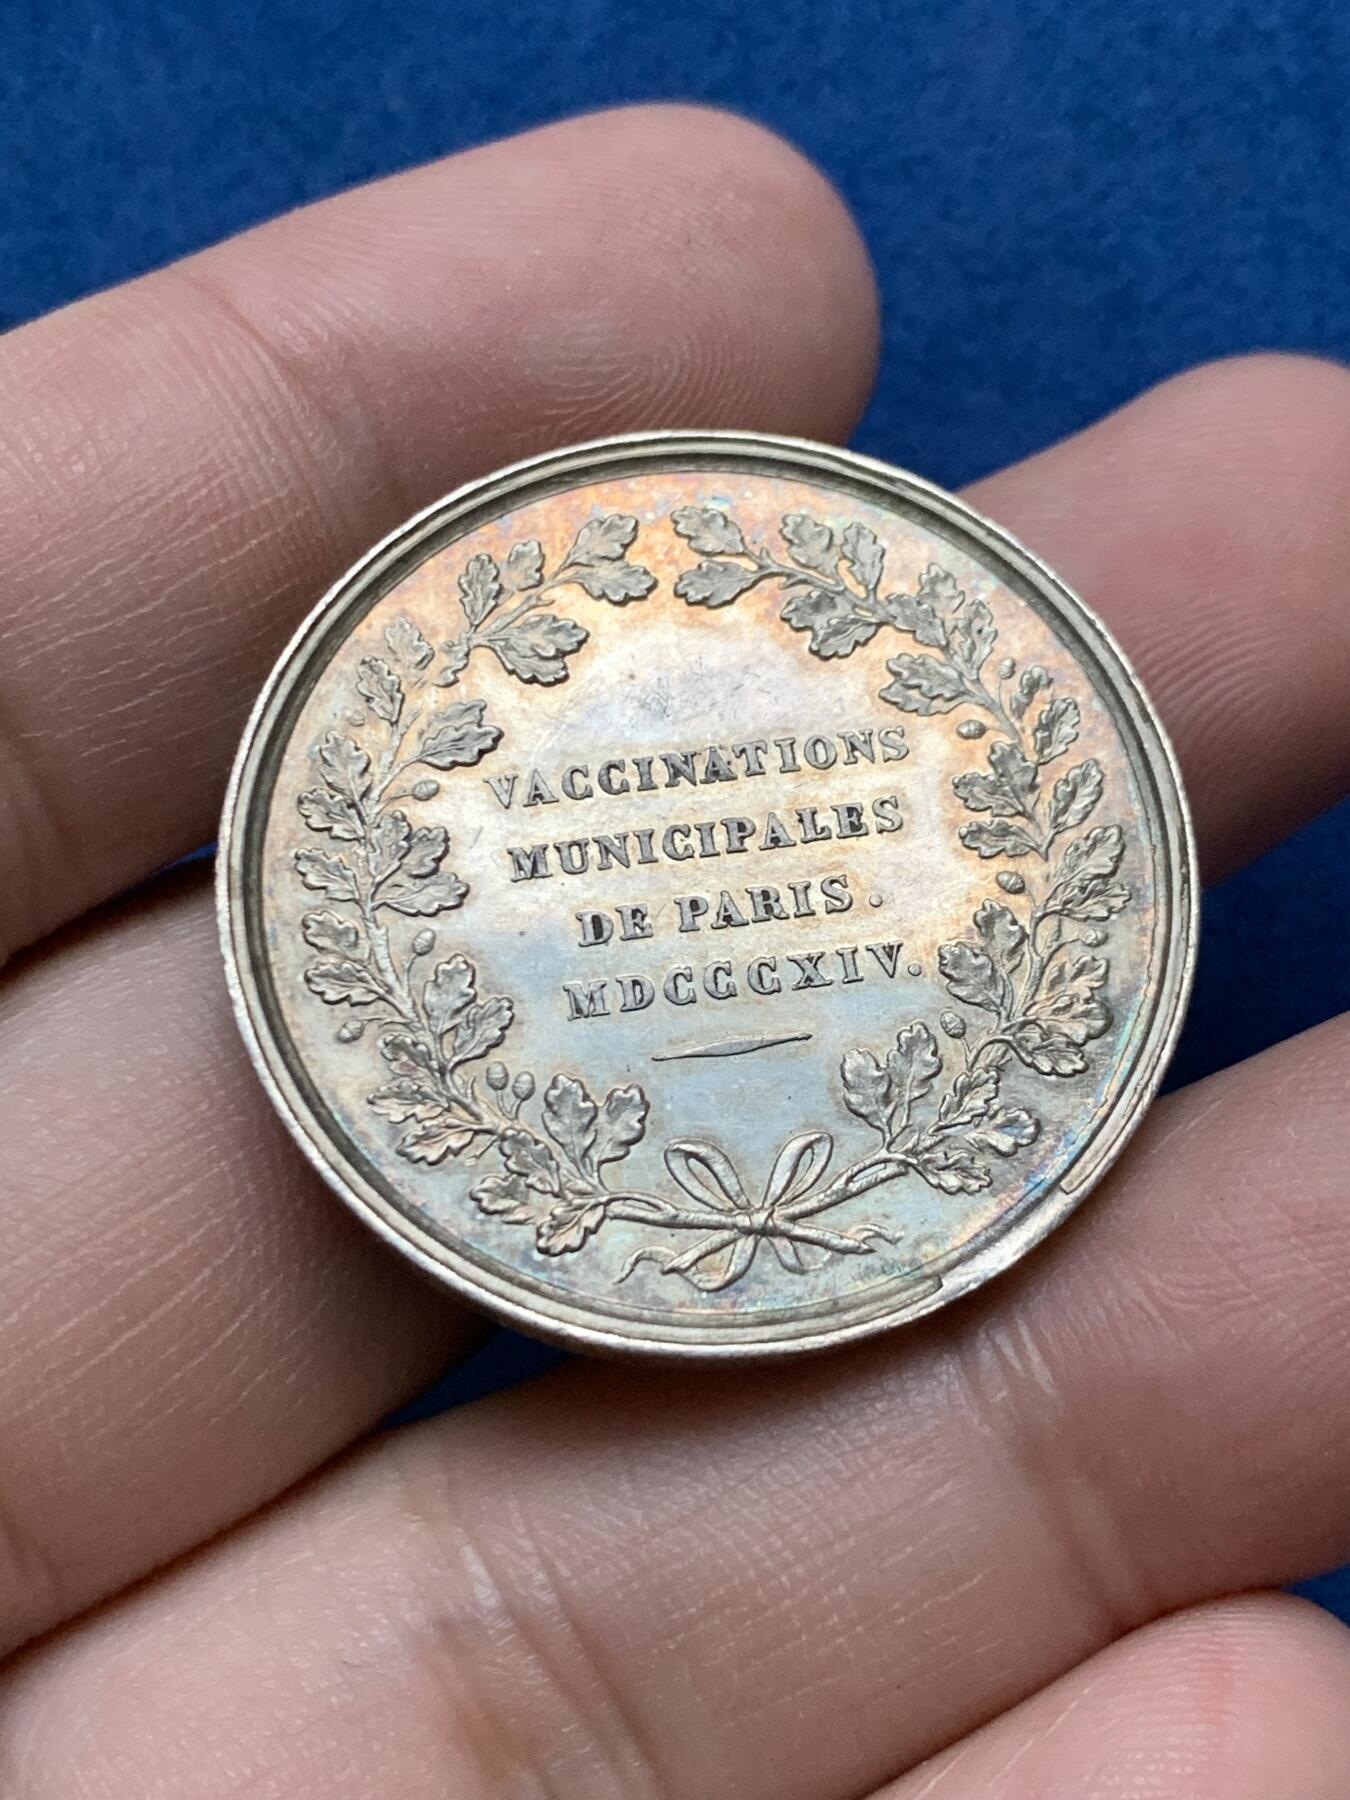 VACCINATIONS
MUNICIPALES
DE PARIS.
MDCCCXIV.